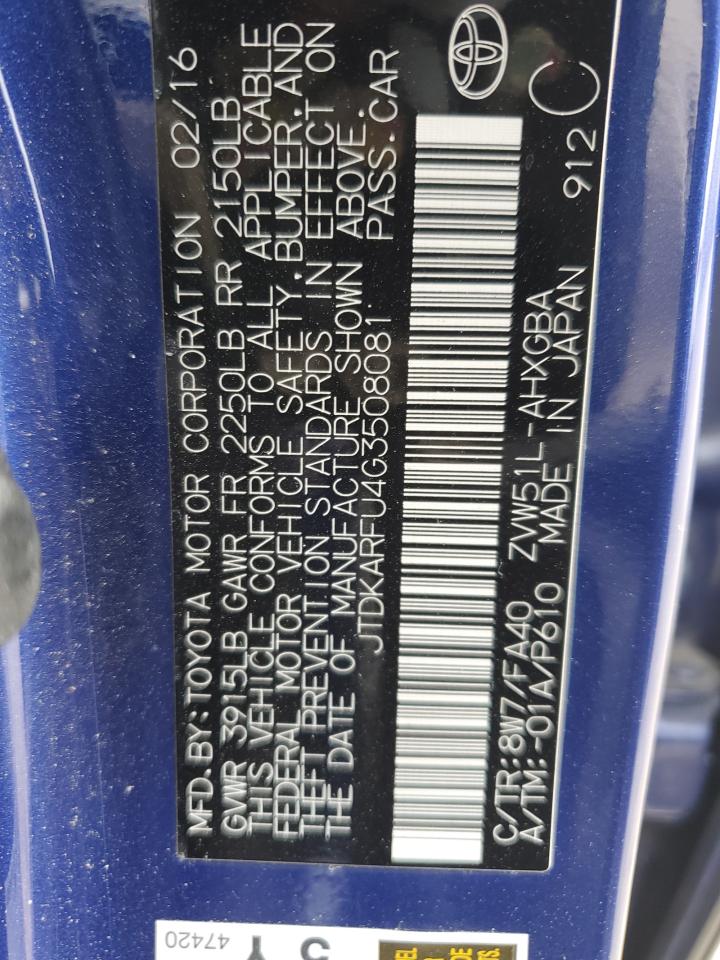 MFD.BY:TOYOTA MOTOR CORPORATION 02/16
GVWR 3915LB GAWR FR 2250LB RR 2150LB
THIS VEHICLE CONFORMS TO ALL APPLICABLE
FEDERAL MOTOR VEHICLE SAFETY,BUMPER,AND
THEFT PREVENTION STANDARDS IN EFFECT ON
THE DATE OF MANUFACTURE SHOWN ABOVE.
JTDKARFU4G3508081 PASS.CAR
C/TR:8W7/FA40 ZVW51L-AHXGBA 912 C
A/TM:-01A/P610 MADE IN JAPAN
47420
5 Y